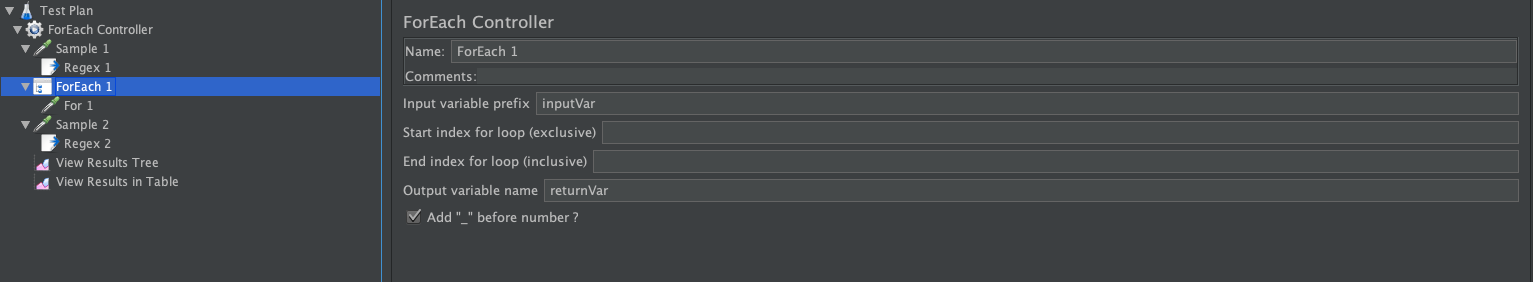 Test Plan
ForEach Controller
Sample 1
Regex 1
ForEach 1
For 1
Sample 2
Regex 2
View Results Tree
View Results in Table
ForEach Controller
Name: ForEach 1
Comments:
Input variable prefix inputVar
Start index for loop (exclusive)
End index for loop (inclusive)
Output variable name returnVar
Add "_" before number ?